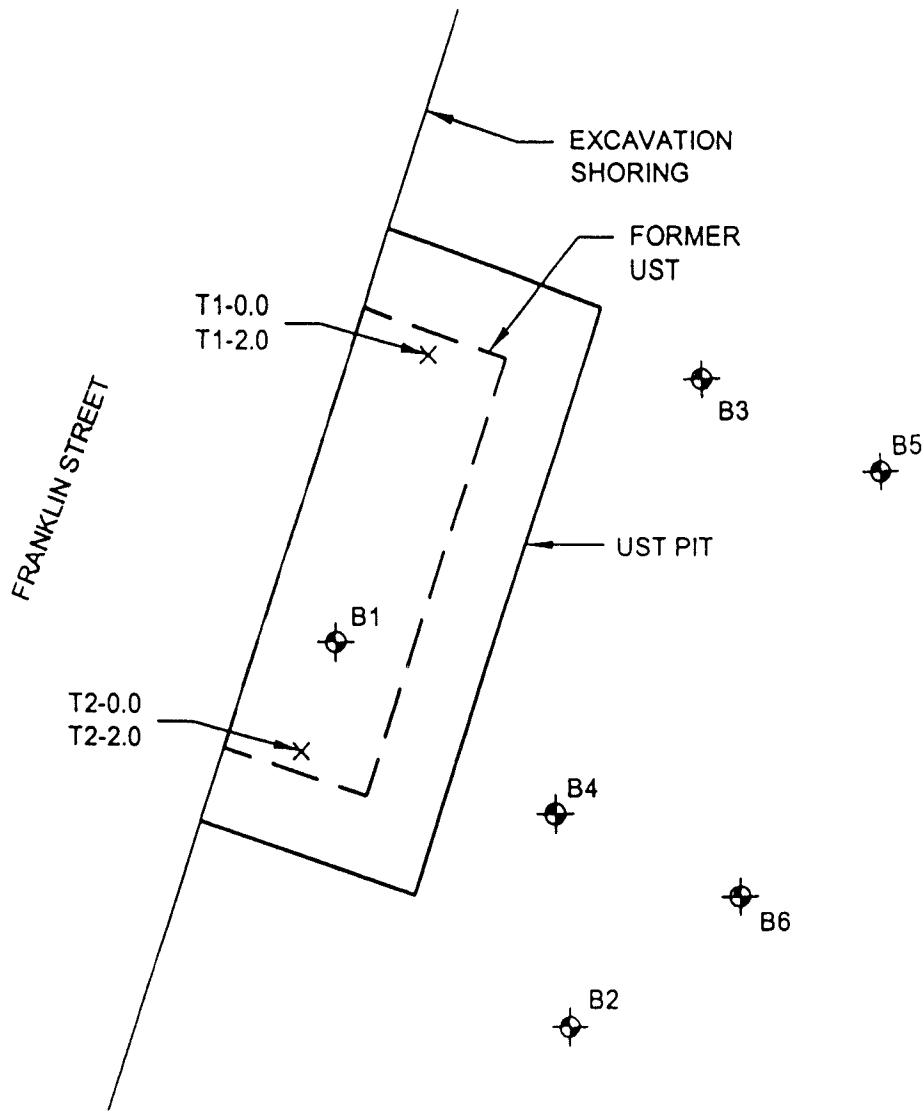 EXCAVATION
SHORING
FORMER
UST
T1-0.0
T1-2.0
FRANKLIN STREET
B3
B5
UST PIT
B1
T2-0.0
T2-2.0
B4
B6
B2